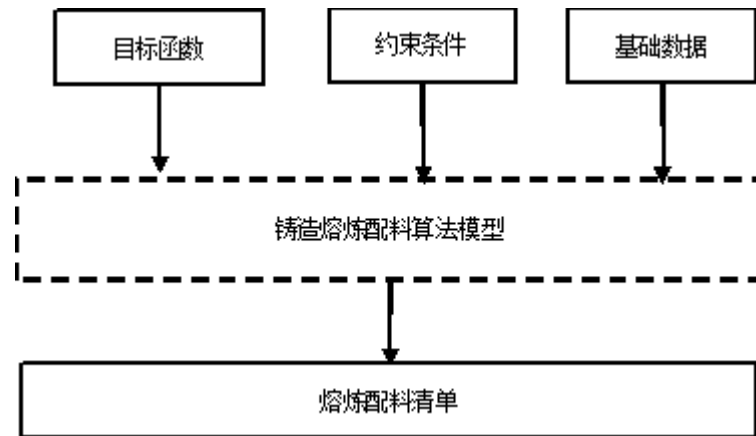 目标函数
约束条件
基础数据
铸造熔炼配料算法模型
熔炼配料清单